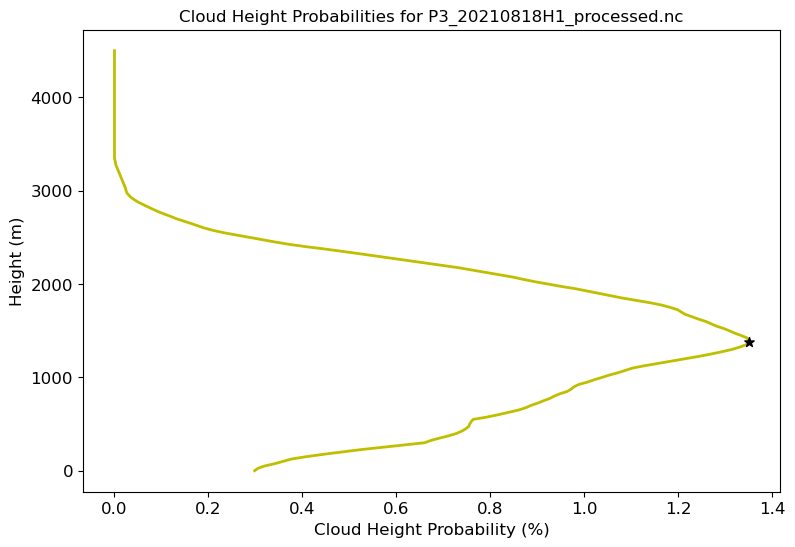 Cloud Height Probabilities for P3_20210818H1_processed.nc
Height (m)
4000
3000
2000
1000
0
0.0 0.2 0.4 0.6 0.8 1.0 1.2 1.4
Cloud Height Probability (%)